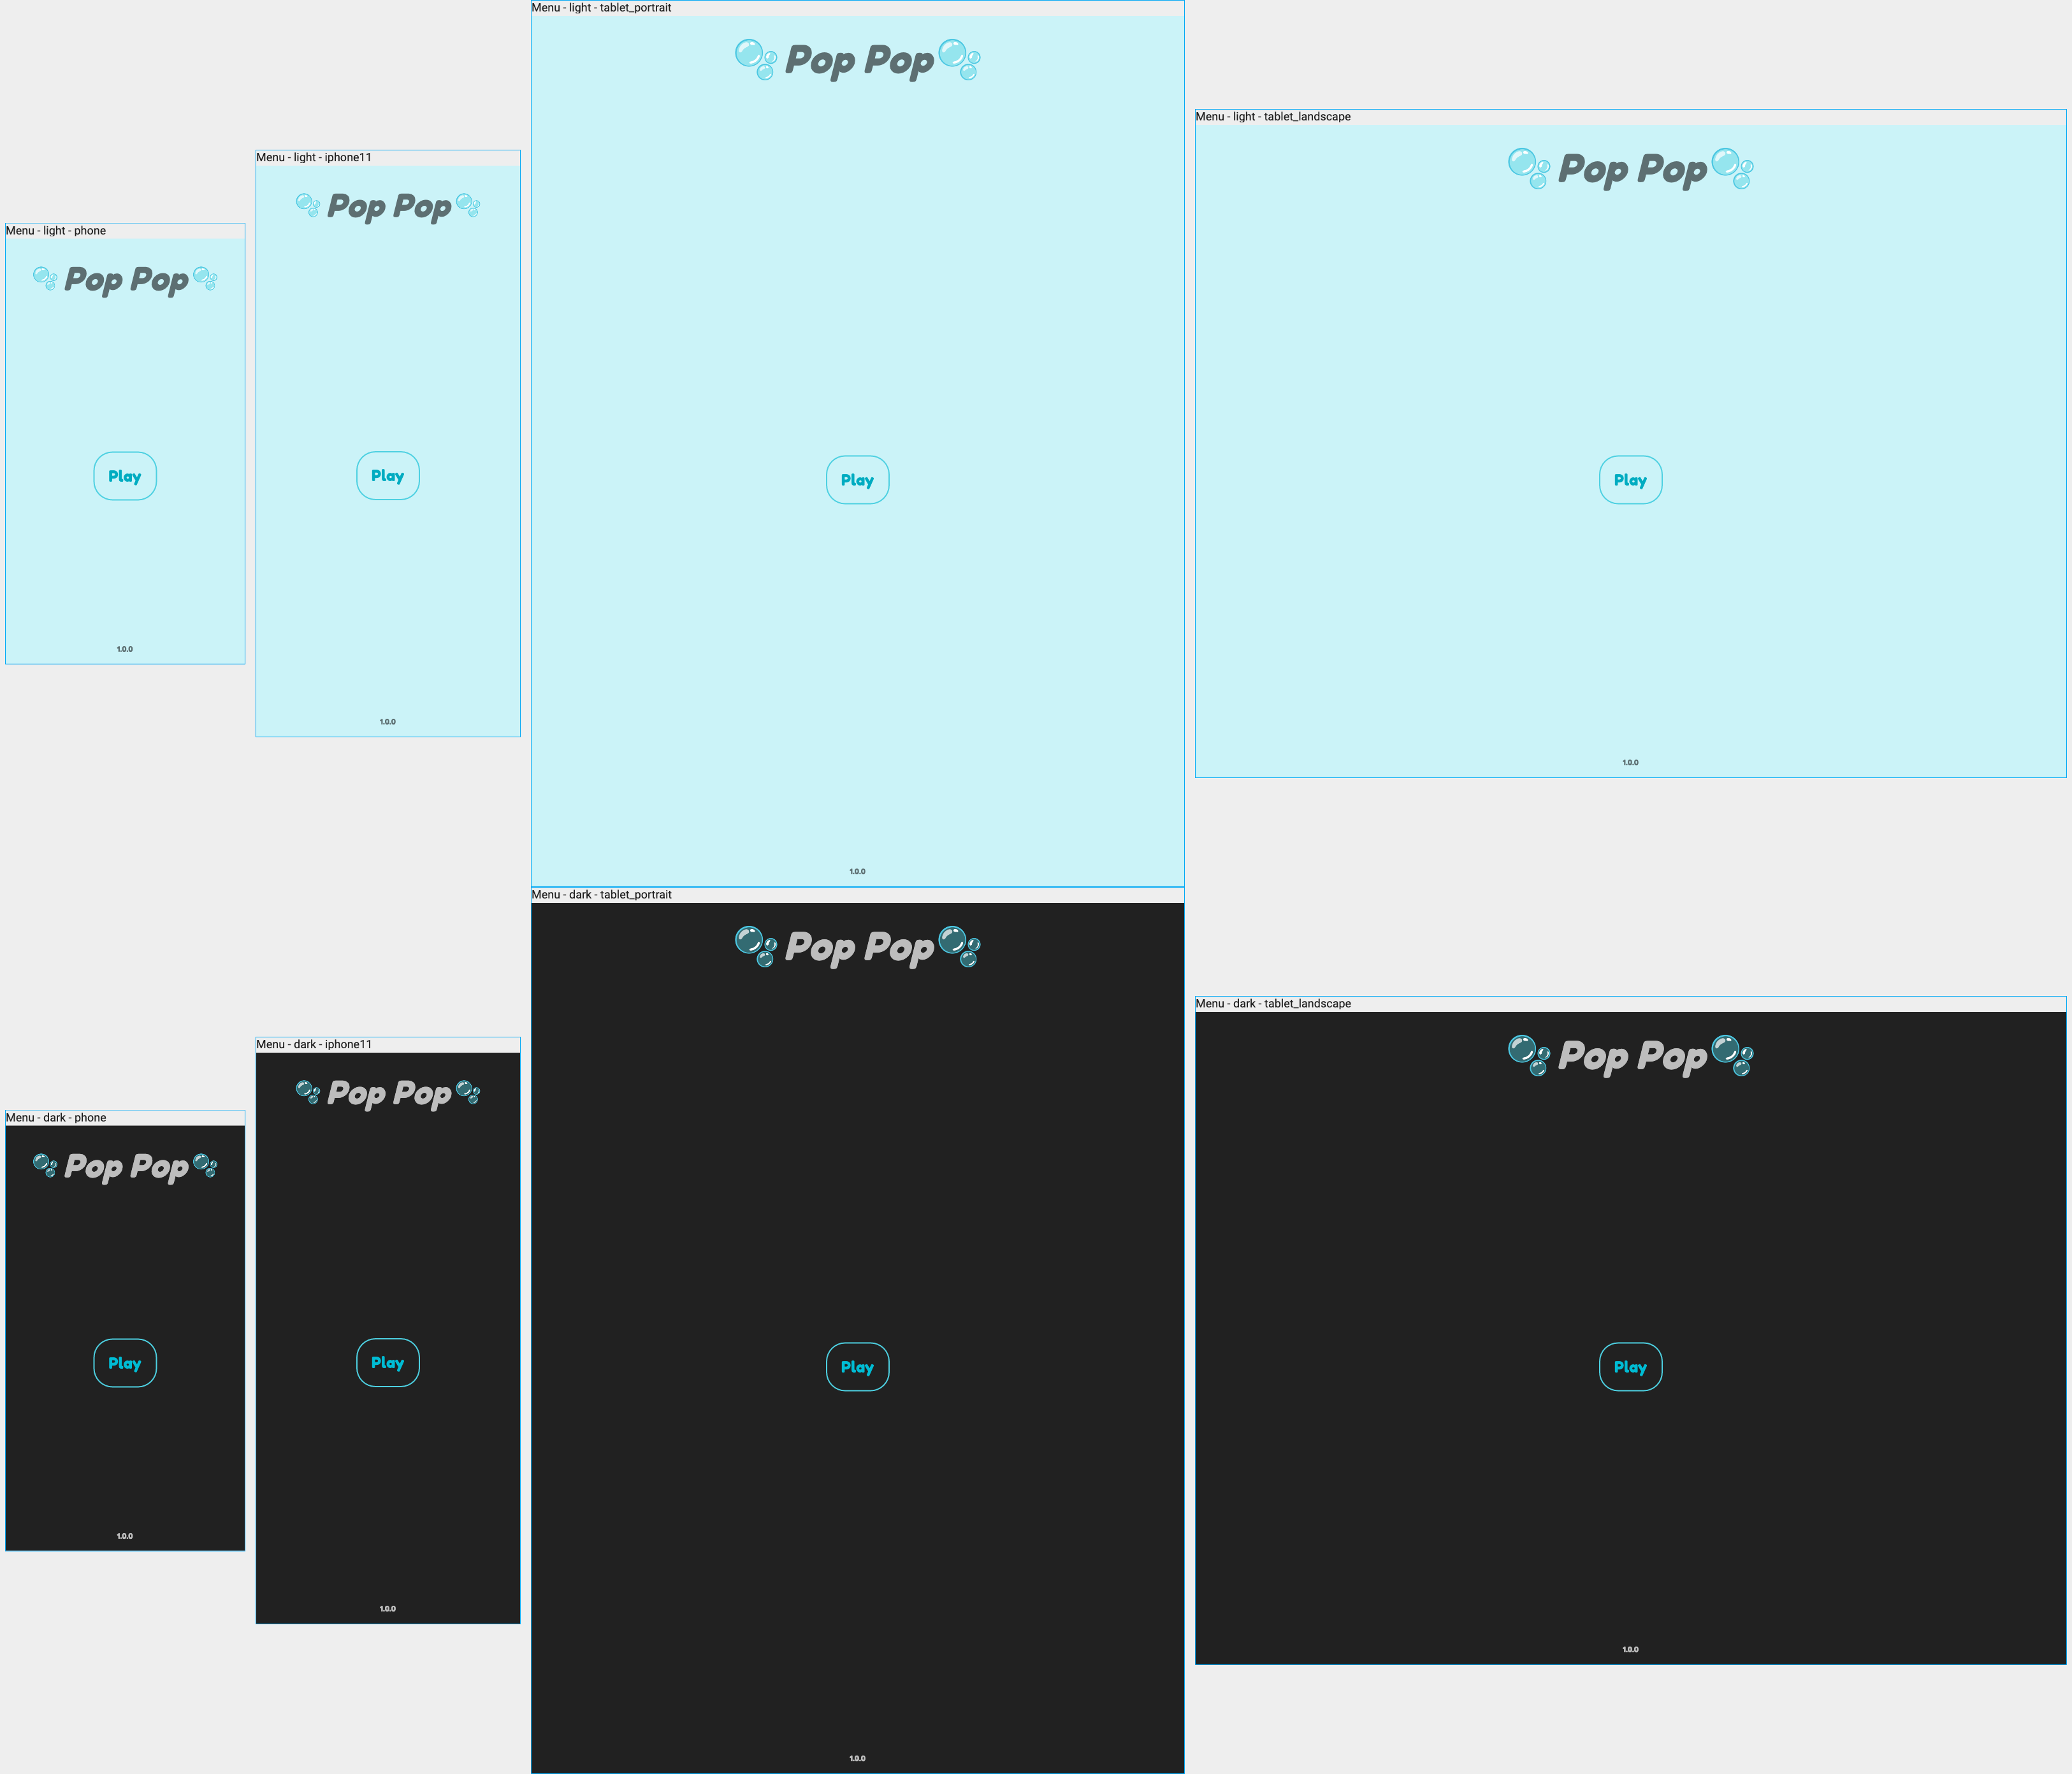 Menu - light - phone
Pop Pop
Play
1.0.0
Menu - light - iphone11
Pop Pop
Play
1.0.0
Menu - light - tablet_portrait
Pop Pop
Play
1.0.0
Menu - light - tablet_landscape
Pop Pop
Play
1.0.0
Menu - dark - phone
Pop Pop
Play
1.0.0
Menu - dark - iphone11
Pop Pop
Play
1.0.0
Menu - dark - tablet_portrait
Pop Pop
Play
1.0.0
Menu - dark - tablet_landscape
Pop Pop
Play
1.0.0